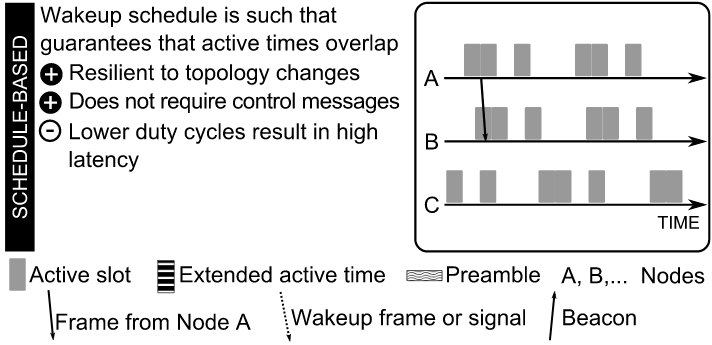 SCHEDULE-BASED
Wakeup schedule is such that
guarantees that active times overlap
+ Resilient to topology changes
+ Does not require control messages
- Lower duty cycles result in high
latency
A
B
C
TIME
Active slot Extended active time Preamble A, B,... Nodes
Frame from Node A Wakeup frame or signal Beacon